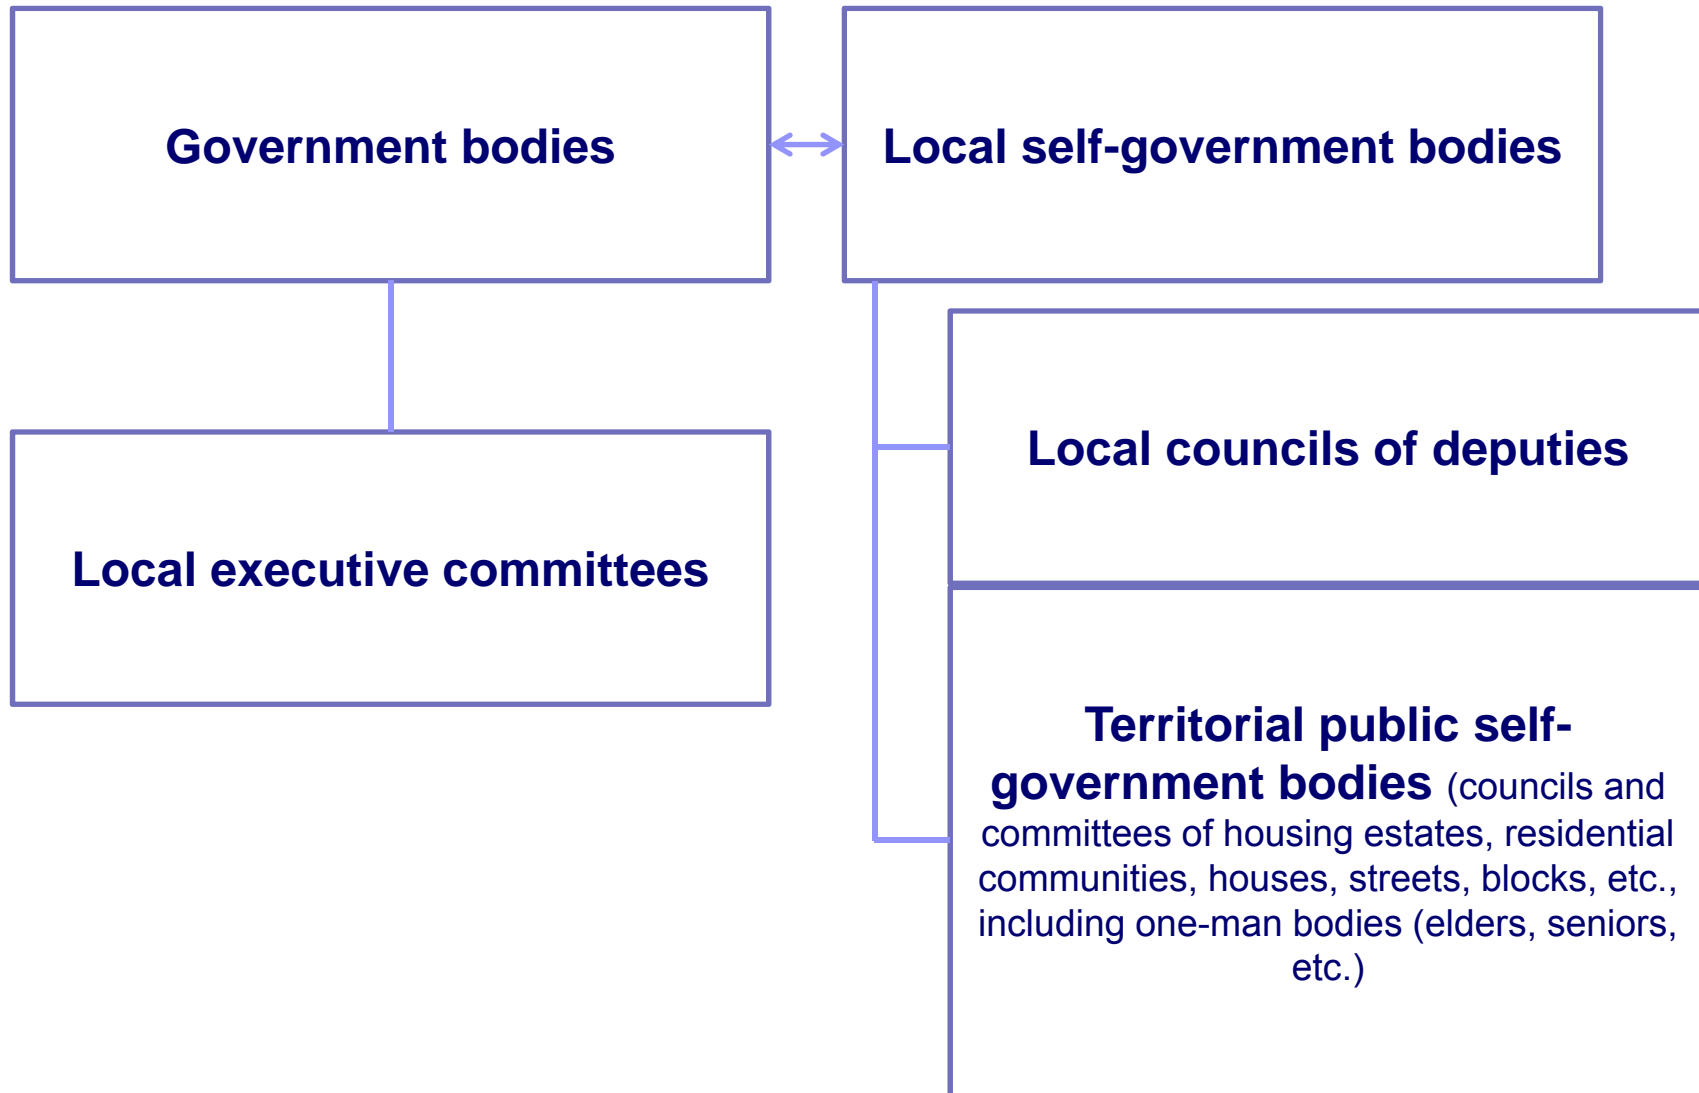 Government bodies
Local self-government bodies
Local executive committees
Local councils of deputies
Territorial public self-
government bodies (councils and
committees of housing estates, residential
communities, houses, streets, blocks, etc.,
including one-man bodies (elders, seniors,
etc.)